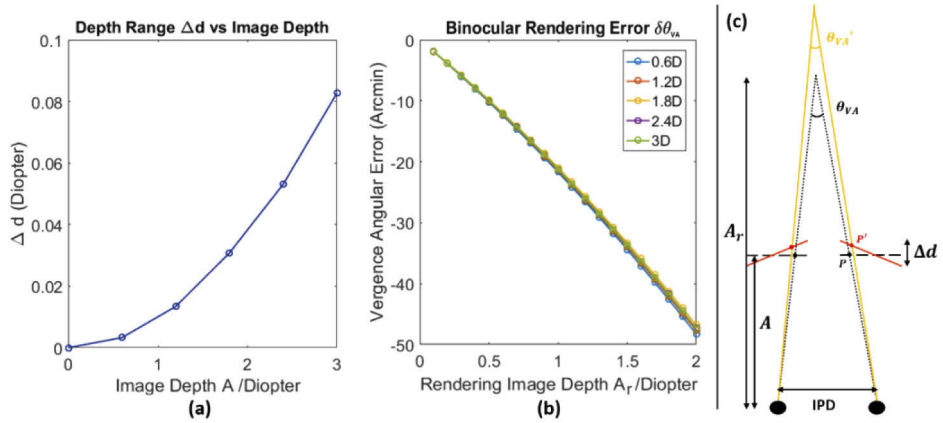 Depth Range Δd vs Image Depth
0.1
0.08
0.06
0.04
0.02
0
Δ d (Diopter)
0
1
2
3
Image Depth A /Diopter
(a)
Binocular Rendering Error δθVA
0
-10
-20
-30
-40
-50
Vergence Angular Error (Arcmin)
0.6D
1.2D
1.8D
2.4D
3D
0
0.5
1
1.5
2
Rendering Image Depth Ar /Diopter
(b)
(c)
θVA'
θVA
Ar
P'
P
Δd
A
IPD